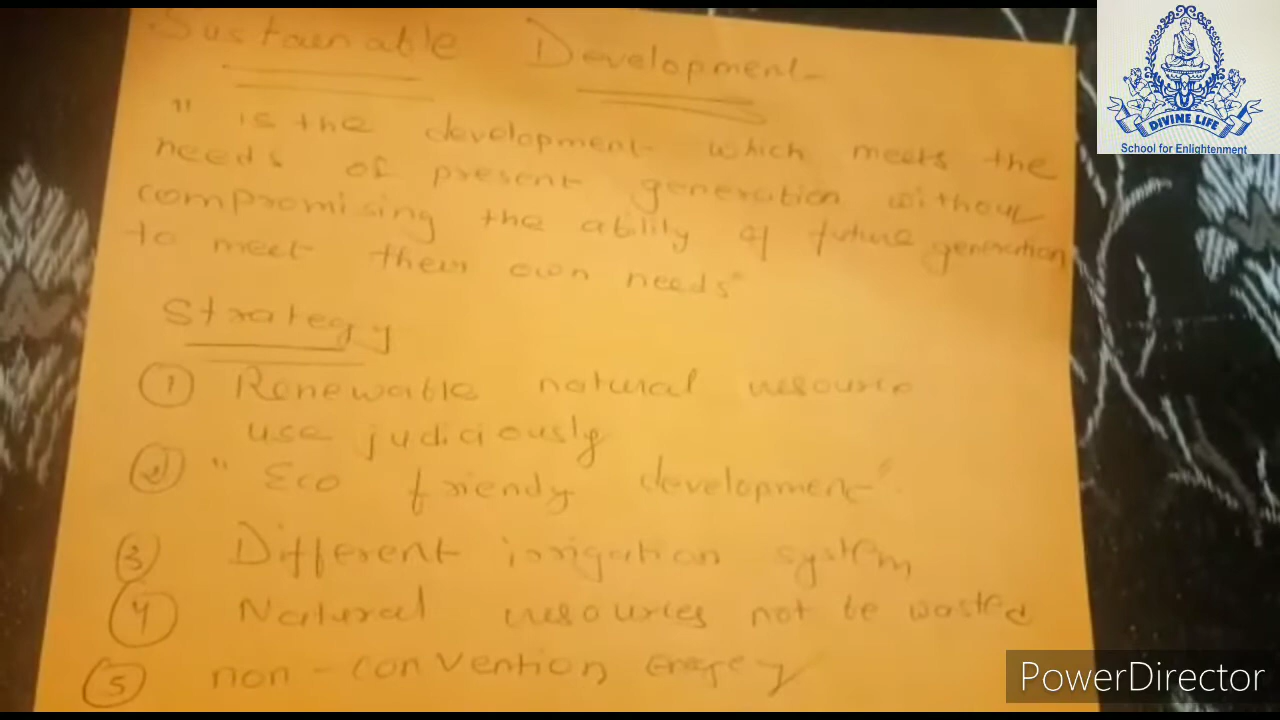 Sustainable Development
" is the development which meets the
needs of present generation without
compromising the ability of future generation
to meet their own needs"
Strategy
1 Renewable natural resource
use judiciously
2 " Eco friendy development "
3 Different irrigation system
4 Natural resources not be wasted
5 non-convention energy
DIVINE LIFE
School for Enlightenment
PowerDirector